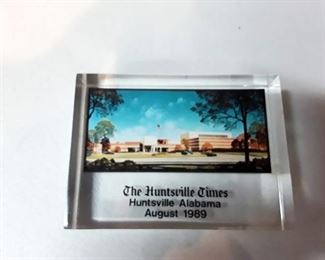 The Huntsville Times
Huntsville Alabama
August 1989